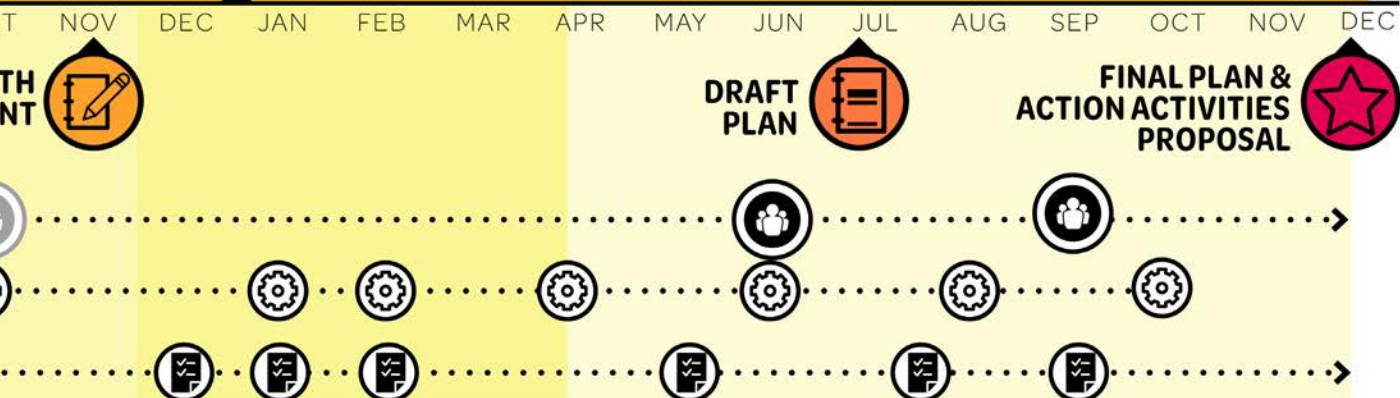 T NOV DEC JAN FEB MAR APR MAY JUN JUL AUG SEP OCT NOV DEC
TH
NT
DRAFT
PLAN
FINAL PLAN &
ACTION ACTIVITIES
PROPOSAL